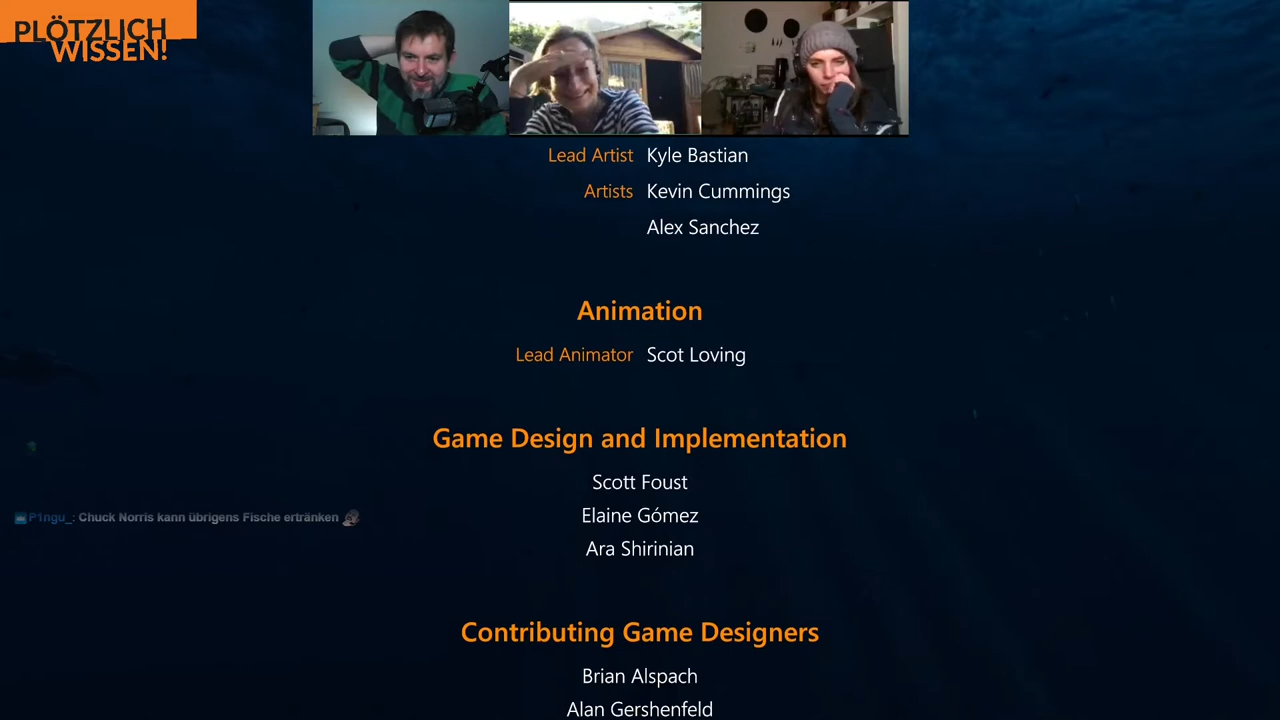 PLÖTZLICH
WISSEN!
Lead Artist Kyle Bastian
Artists Kevin Cummings
Alex Sanchez
Animation
Lead Animator Scot Loving
Game Design and Implementation
Scott Foust
Elaine Gómez
Ara Shirinian
P1ngu_: Chuck Norris kann übrigens Fische ertränken
Contributing Game Designers
Brian Alspach
Alan Gershenfeld